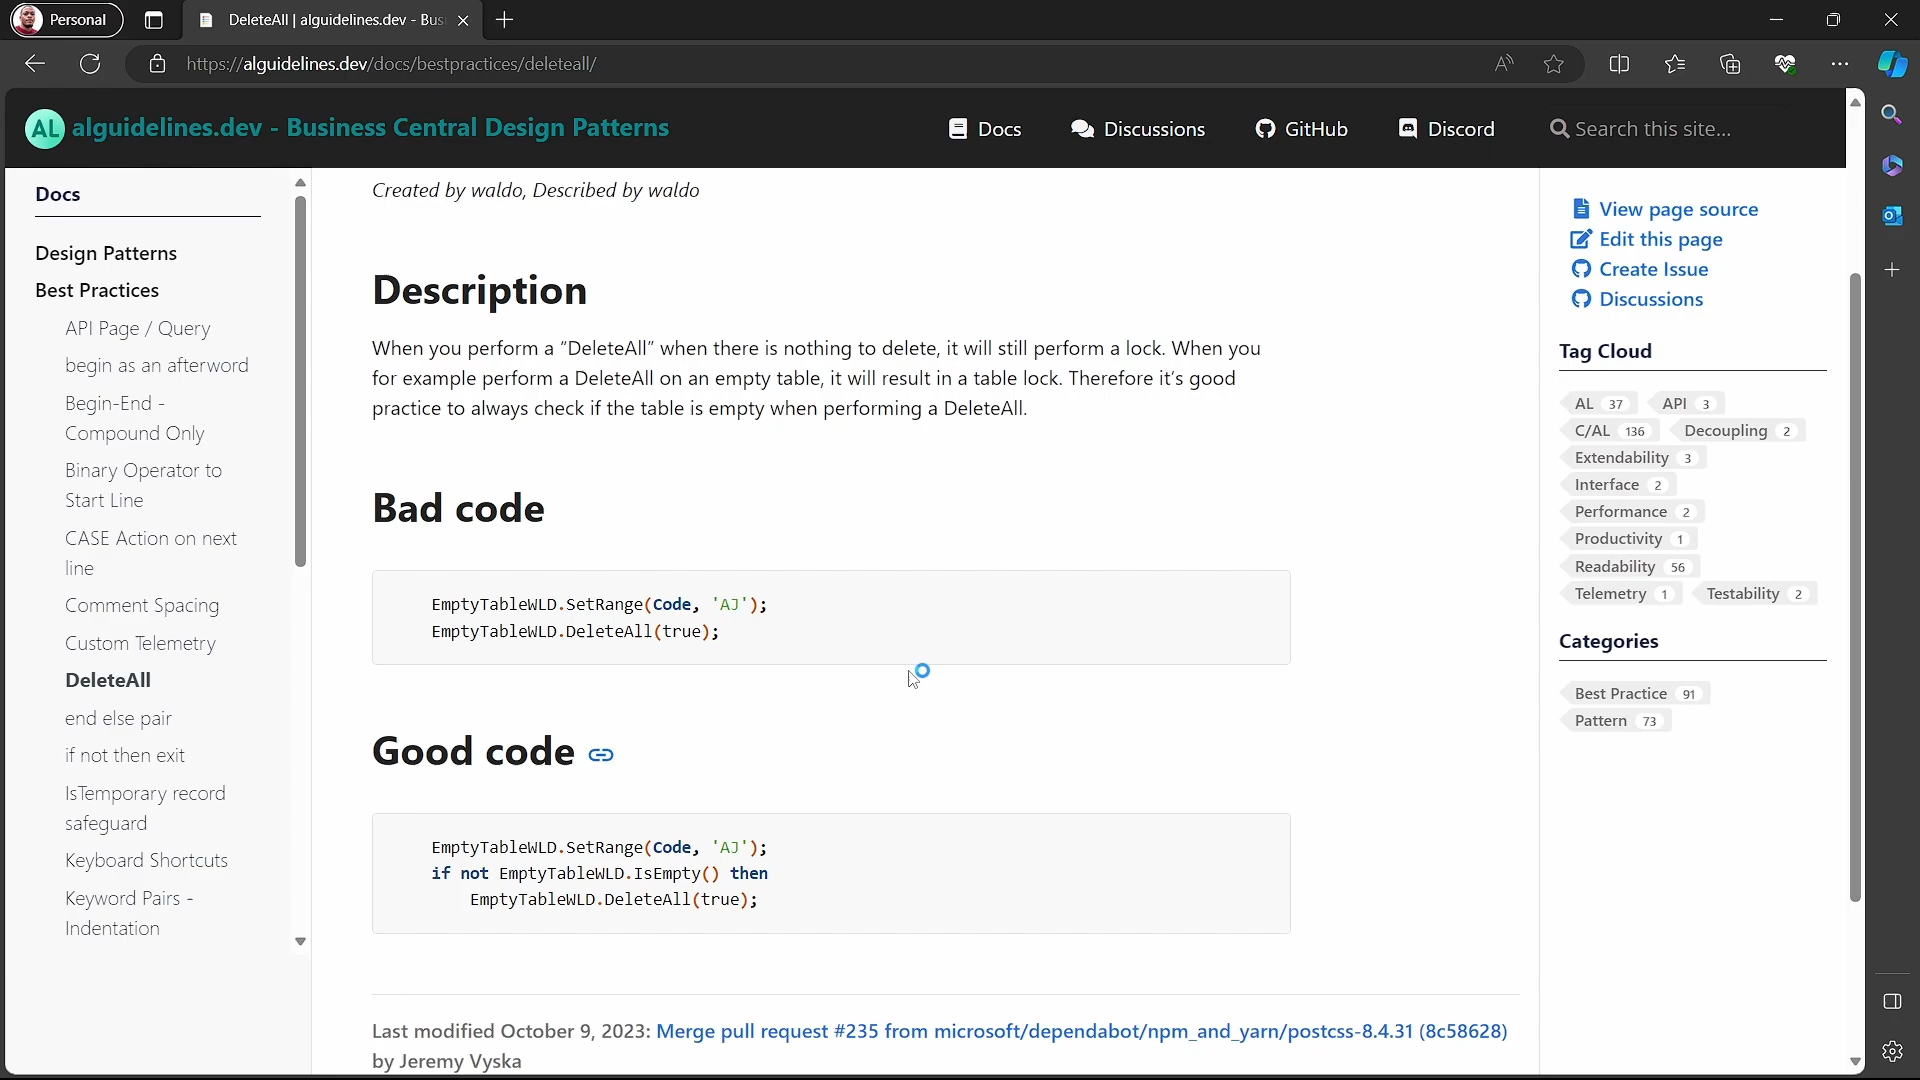 Personal
DeleteAll | alguidelines.dev - Busi
https://alguidelines.dev/docs/bestpractices/deleteall/
AL alguidelines.dev - Business Central Design Patterns
Docs
Discussions
GitHub
Discord
Search this site...
Docs
Design Patterns
Best Practices
API Page / Query
begin as an afterword
Begin-End -
Compound Only
Binary Operator to
Start Line
CASE Action on next
line
Comment Spacing
Custom Telemetry
DeleteAll
end else pair
if not then exit
IsTemporary record
safeguard
Keyboard Shortcuts
Keyword Pairs -
Indentation
Created by waldo, Described by waldo
Description
When you perform a “DeleteAll” when there is nothing to delete, it will still perform a lock. When you
for example perform a DeleteAll on an empty table, it will result in a table lock. Therefore it’s good
practice to always check if the table is empty when performing a DeleteAll.
Bad code
EmptyTableWLD.SetRange(Code, 'AJ');
EmptyTableWLD.DeleteAll(true);
Good code
EmptyTableWLD.SetRange(Code, 'AJ');
if not EmptyTableWLD.IsEmpty() then
EmptyTableWLD.DeleteAll(true);
Last modified October 9, 2023: Merge pull request #235 from microsoft/dependabot/npm_and_yarn/postcss-8.4.31 (8c58628)
by Jeremy Vyska
View page source
Edit this page
Create Issue
Discussions
Tag Cloud
AL 37 API 3
C/AL 136 Decoupling 2
Extendability 3
Interface 2
Performance 2
Productivity 1
Readability 56
Telemetry 1 Testability 2
Categories
Best Practice 91
Pattern 73